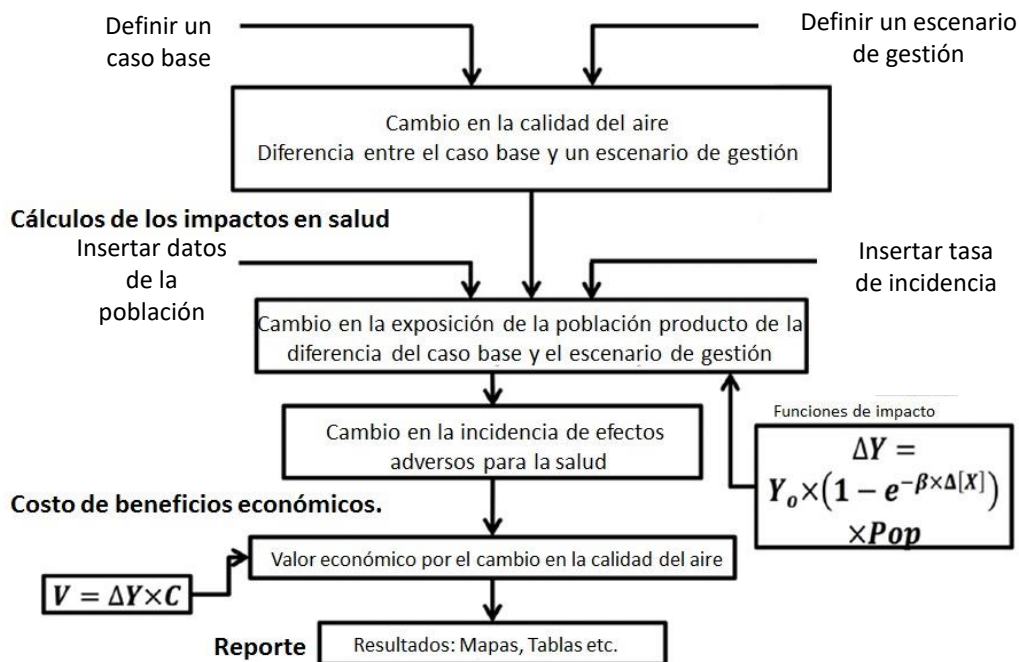 Definir un
caso base
Definir un escenario
de gestión
Cambio en la calidad del aire
Diferencia entre el caso base y un escenario de gestión
Cálculos de los impactos en salud
Insertar datos
de la
población
Insertar tasa
de incidencia
Cambio en la exposición de la población producto de la
diferencia del caso base y el escenario de gestión
Funciones de impacto
ΔY =
Yₒ×(1 − e^{−β×Δ[X]})
×Pop
Cambio en la incidencia de efectos
adversos para la salud
Costo de beneficios económicos.
Valor económico por el cambio en la calidad del aire
V = ΔY×C
Reporte
Resultados: Mapas, Tablas etc.